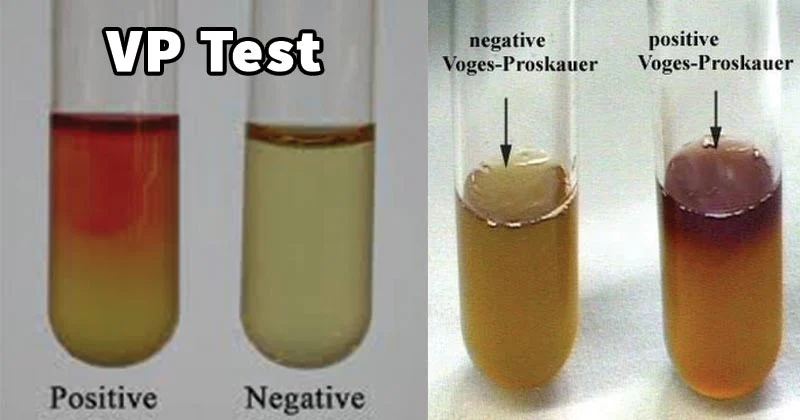 VP Test
Positive
Negative
negative
Voges-Proskauer
positive
Voges-Proskauer